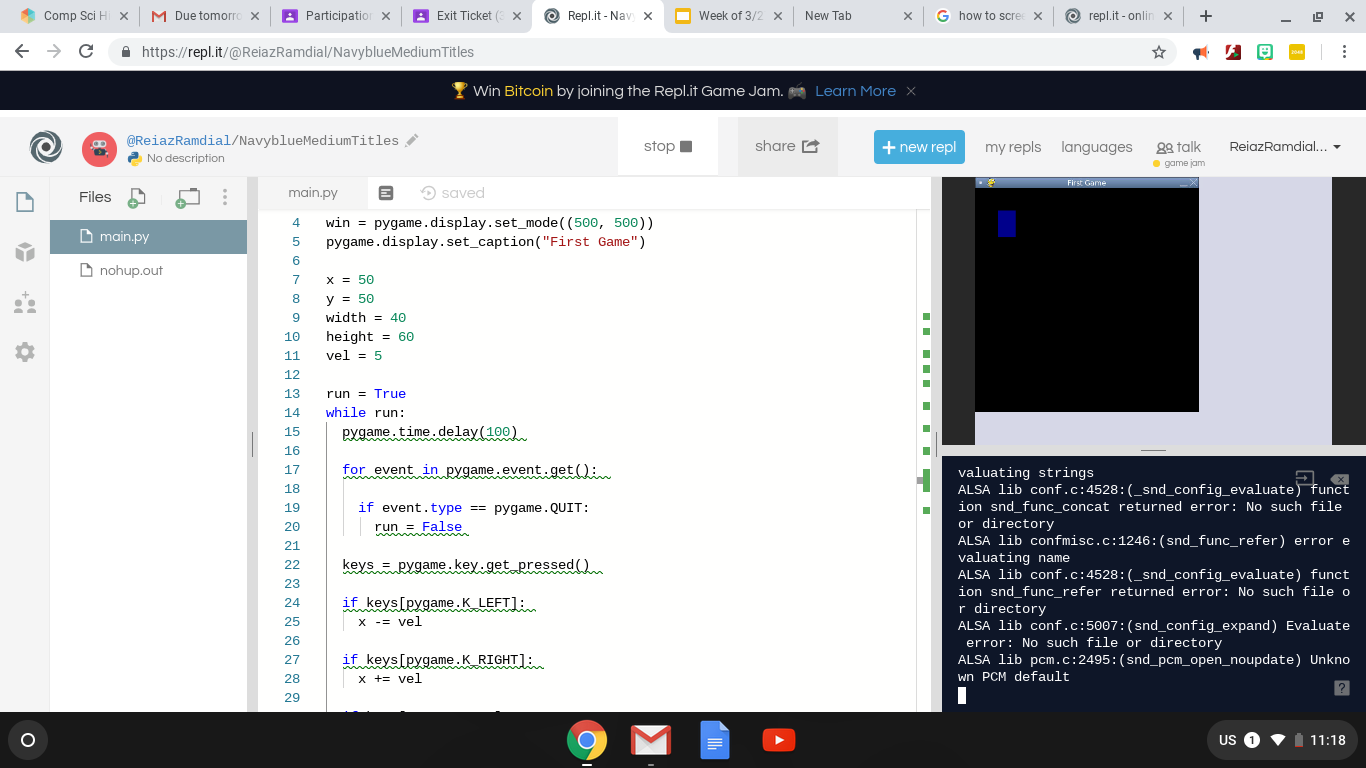 Comp Sci H
Due tomorr
Participation
Exit Ticket (3
Repl.it - Nav
Week of 3/2
New Tab
how to scre
repl.it - onlin
https://repl.it/@ReiazRamdial/NavyblueMediumTitles
🏆 Win Bitcoin by joining the Repl.it Game Jam. 🎮 Learn More
@ReiazRamdial/NavyblueMediumTitles
No description
stop
share
+ new repl
my repls
languages
talk
game jam
ReiazRamdial...
Files
main.py
nohup.out
main.py
saved
4 win = pygame.display.set_mode((500, 500))
5 pygame.display.set_caption("First Game")
6
7 x = 50
8 y = 50
9 width = 40
10 height = 60
11 vel = 5
12
13 run = True
14 while run:
15 pygame.time.delay(100)
16
17 for event in pygame.event.get():
18
19 if event.type == pygame.QUIT:
20 run = False
21
22 keys = pygame.key.get_pressed()
23
24 if keys[pygame.K_LEFT]:
25 x -= vel
26
27 if keys[pygame.K_RIGHT]:
28 x += vel
29
First Game
valuating strings
ALSA lib conf.c:4528:(_snd_config_evaluate) funct
ion snd_func_concat returned error: No such file
or directory
ALSA lib confmisc.c:1246:(snd_func_refer) error e
valuating name
ALSA lib conf.c:4528:(_snd_config_evaluate) funct
ion snd_func_refer returned error: No such file o
r directory
ALSA lib conf.c:5007:(snd_config_expand) Evaluate
error: No such file or directory
ALSA lib pcm.c:2495:(snd_pcm_open_noupdate) Unkno
wn PCM default
?
US 1 11:18